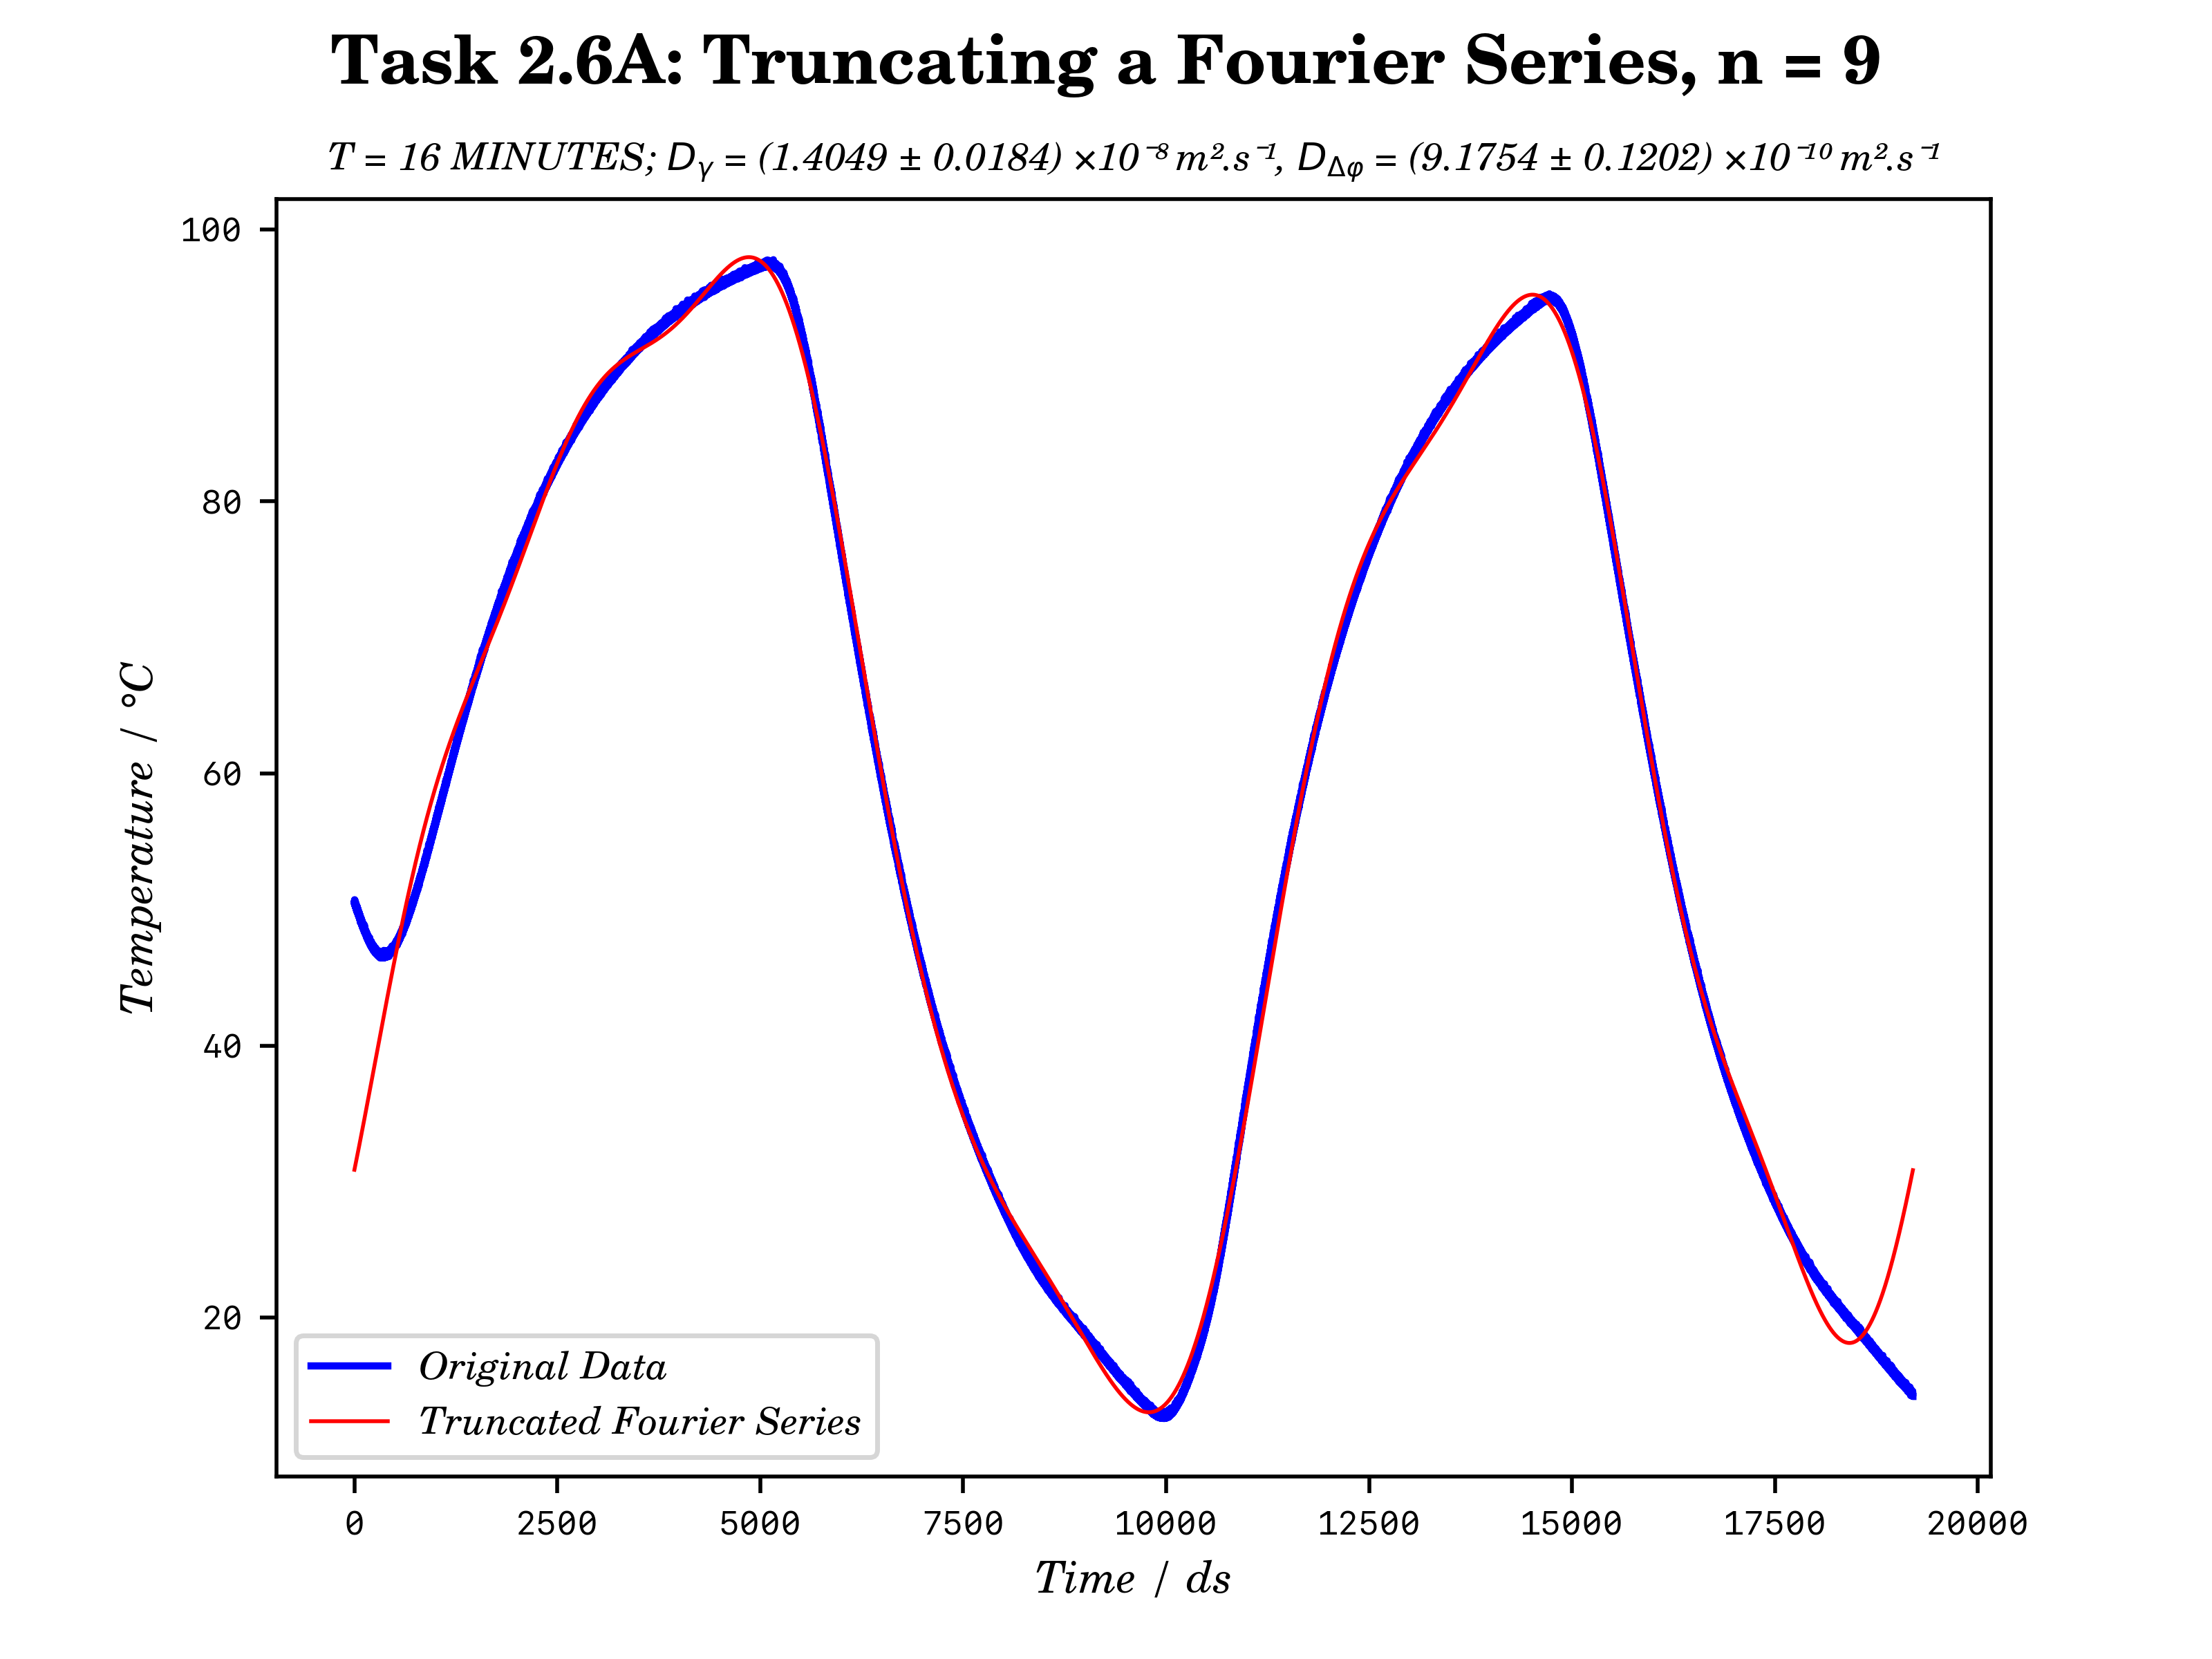 Task 2.6A: Truncating a Fourier Series, n = 9
T = 16 MINUTES; Dᵧ = (1.4049 ± 0.0184) ×10⁻⁸ m².s⁻¹, D_Δφ = (9.1754 ± 0.1202) ×10⁻¹⁰ m².s⁻¹
100
80
60
40
20
Temperature / °C
Original Data
Truncated Fourier Series
0 2500 5000 7500 10000 12500 15000 17500 20000
Time / ds